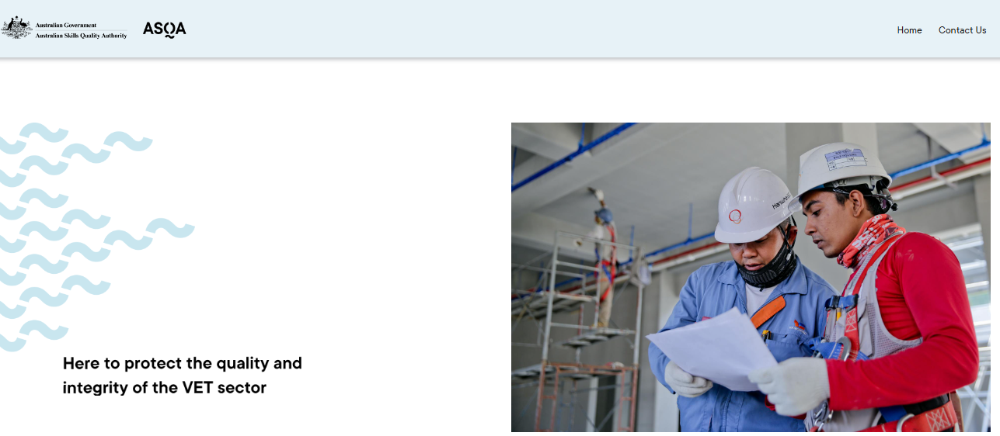 Australian Government
Australian Skills Quality Authority
ASQA
Home
Contact Us
Here to protect the quality and
integrity of the VET sector